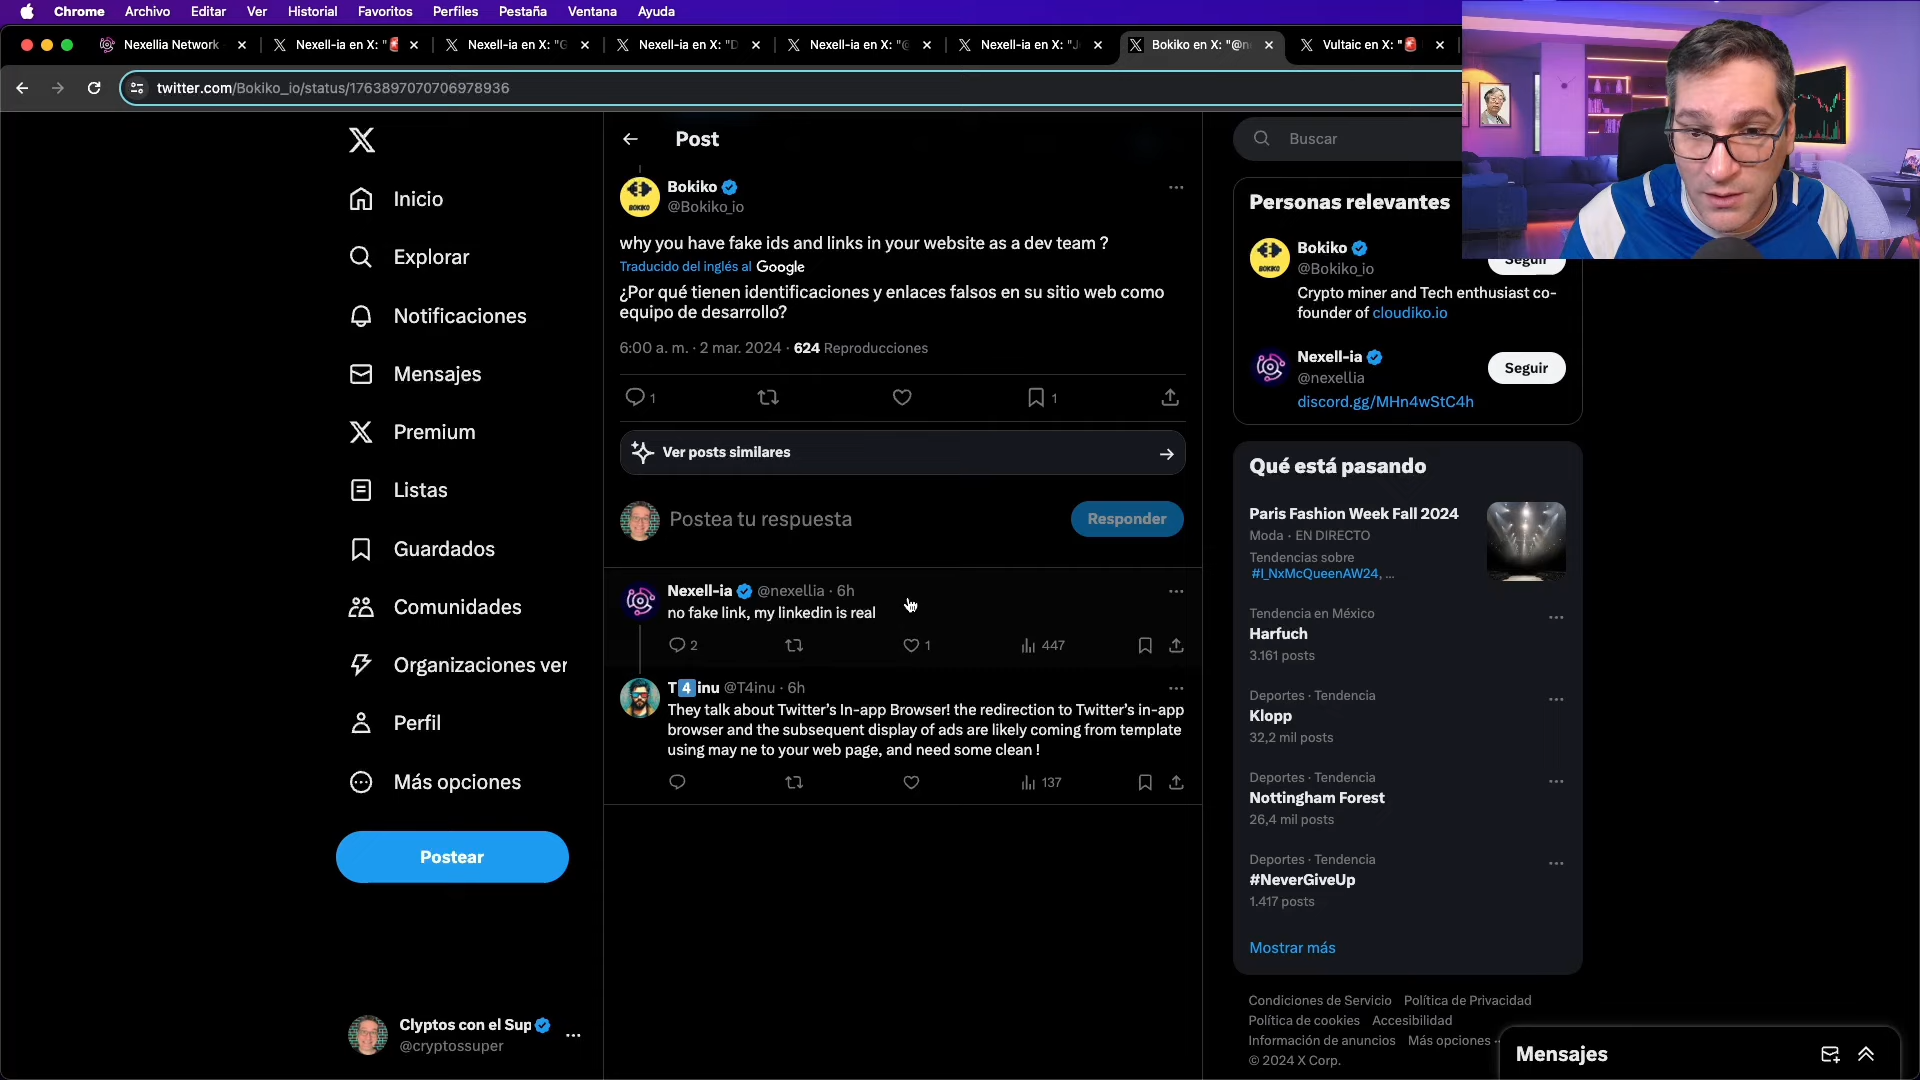 Chrome Archivo Editar Ver Historial Favoritos Perfiles Pestaña Ventana Ayuda
Nexellia Network
Nexell-ia en X: "🚨
Nexell-ia en X: "G
Nexell-ia en X: "D
Nexell-ia en X: "@
Nexell-ia en X: "J
Bokiko en X: "@n
Vultaic en X: "🚨
twitter.com/Bokiko_io/status/1763897070706978936
Inicio
Explorar
Notificaciones
Mensajes
Premium
Listas
Guardados
Comunidades
Organizaciones ver
Perfil
Más opciones
Postear
Clyptos con el Sup
@cryptossuper
Post
BOKIKO
Bokiko
@Bokiko_io
why you have fake ids and links in your website as a dev team ?
Traducido del inglés al Google
¿Por qué tienen identificaciones y enlaces falsos en su sitio web como
equipo de desarrollo?
6:00 a. m. · 2 mar. 2024 · 624 Reproducciones
1
1
Ver posts similares
Postea tu respuesta
Responder
Nexell-ia @nexellia · 6h
no fake link, my linkedin is real
2
1
447
T4️⃣inu @T4inu · 6h
They talk about Twitter's In-app Browser! the redirection to Twitter's in-app
browser and the subsequent display of ads are likely coming from template
using may ne to your web page, and need some clean !
137
Buscar
Personas relevantes
BOKIKO
Bokiko
@Bokiko_io
Seguir
Crypto miner and Tech enthusiast co-
founder of cloudiko.io
Nexell-ia
@nexellia
Seguir
discord.gg/MHn4wStC4h
Qué está pasando
Paris Fashion Week Fall 2024
Moda · EN DIRECTO
Tendencias sobre
#I_NxMcQueenAW24, ...
Tendencia en México
Harfuch
3.161 posts
Deportes · Tendencia
Klopp
32,2 mil posts
Deportes · Tendencia
Nottingham Forest
26,4 mil posts
Deportes · Tendencia
#NeverGiveUp
1.417 posts
Mostrar más
Condiciones de Servicio Política de Privacidad
Política de cookies Accesibilidad
Información de anuncios Más opciones ··
© 2024 X Corp.
Mensajes